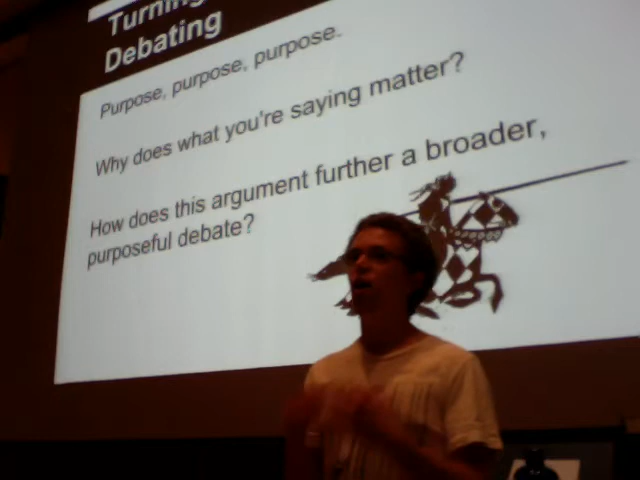 Turning
Debating
Purpose, purpose, purpose.
Why does what you're saying matter?
How does this argument further a broader,
purposeful debate?